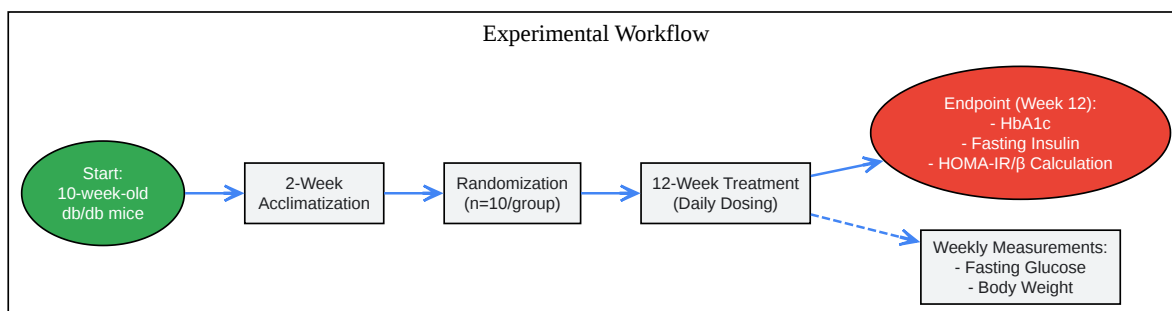 Experimental Workflow
Start:
10-week-old
db/db mice
2-Week
Acclimatization
Randomization
(n=10/group)
12-Week Treatment
(Daily Dosing)
Endpoint (Week 12):
- HbA1c
- Fasting Insulin
- HOMA-IR/β Calculation
Weekly Measurements:
- Fasting Glucose
- Body Weight